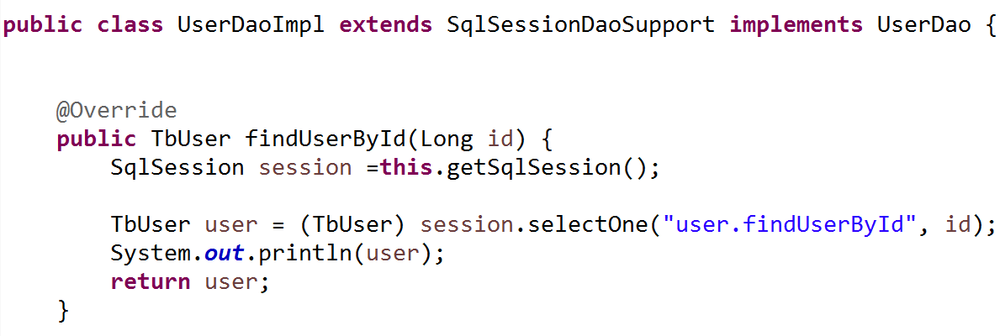 public class UserDaoImpl extends SqlSessionDaoSupport implements UserDao {
@Override
public TbUser findUserById(Long id) {
SqlSession session =this.getSqlSession();
TbUser user = (TbUser) session.selectOne("user.findUserById", id);
System.out.println(user);
return user;
}